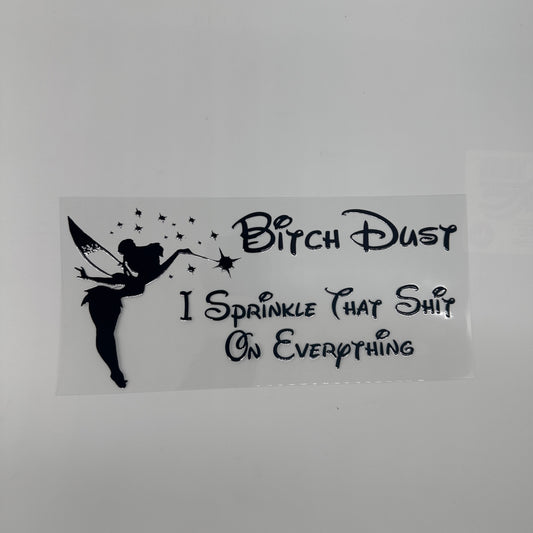 Bitch Dust
I Sprinkle That Shit
On Everything